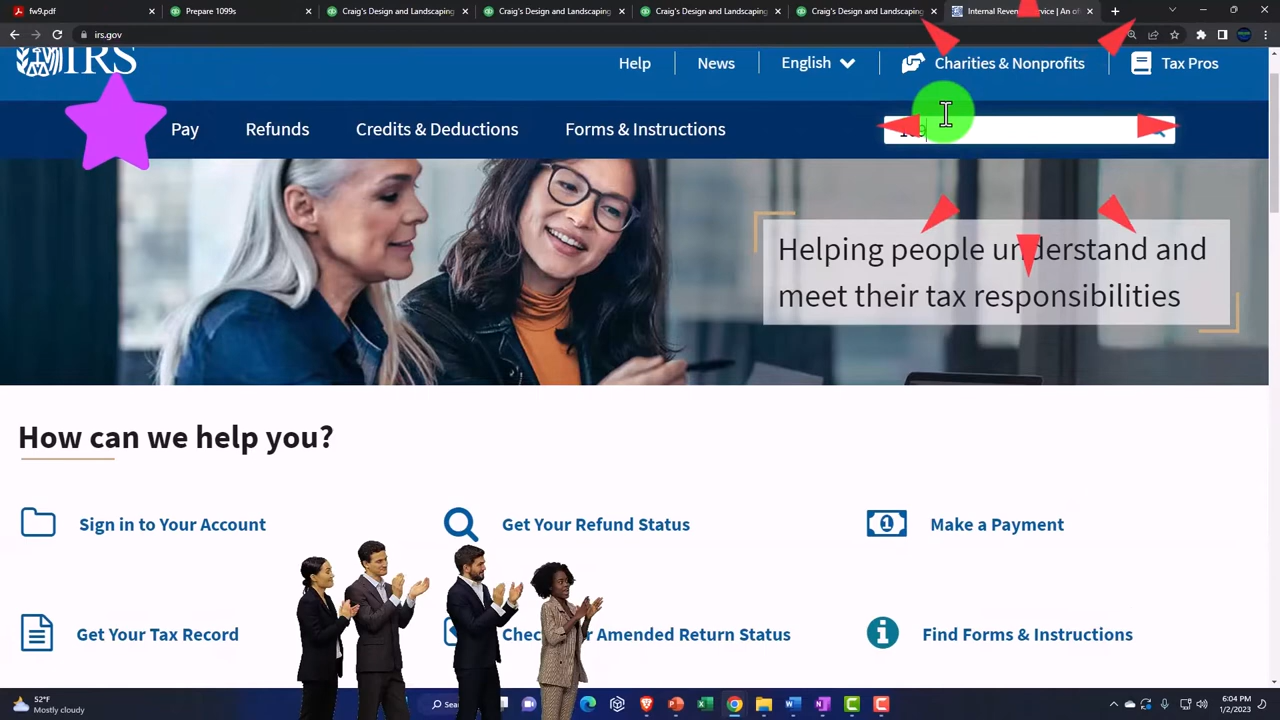 fw9.pdf
Prepare 1099s
Craig's Design and Landscaping
Craig's Design and Landscaping
Craig's Design and Landscaping
Craig's Design and Landscaping
Internal Revenue Service | An of
irs.gov
IRS
Help
News
English
Charities & Nonprofits
Tax Pros
Pay
Refunds
Credits & Deductions
Forms & Instructions
Helping people understand and
meet their tax responsibilities
How can we help you?
Sign in to Your Account
Get Your Refund Status
Make a Payment
Get Your Tax Record
Amended Return Status
Find Forms & Instructions
52°F
Mostly cloudy
6:04 PM
1/2/2023